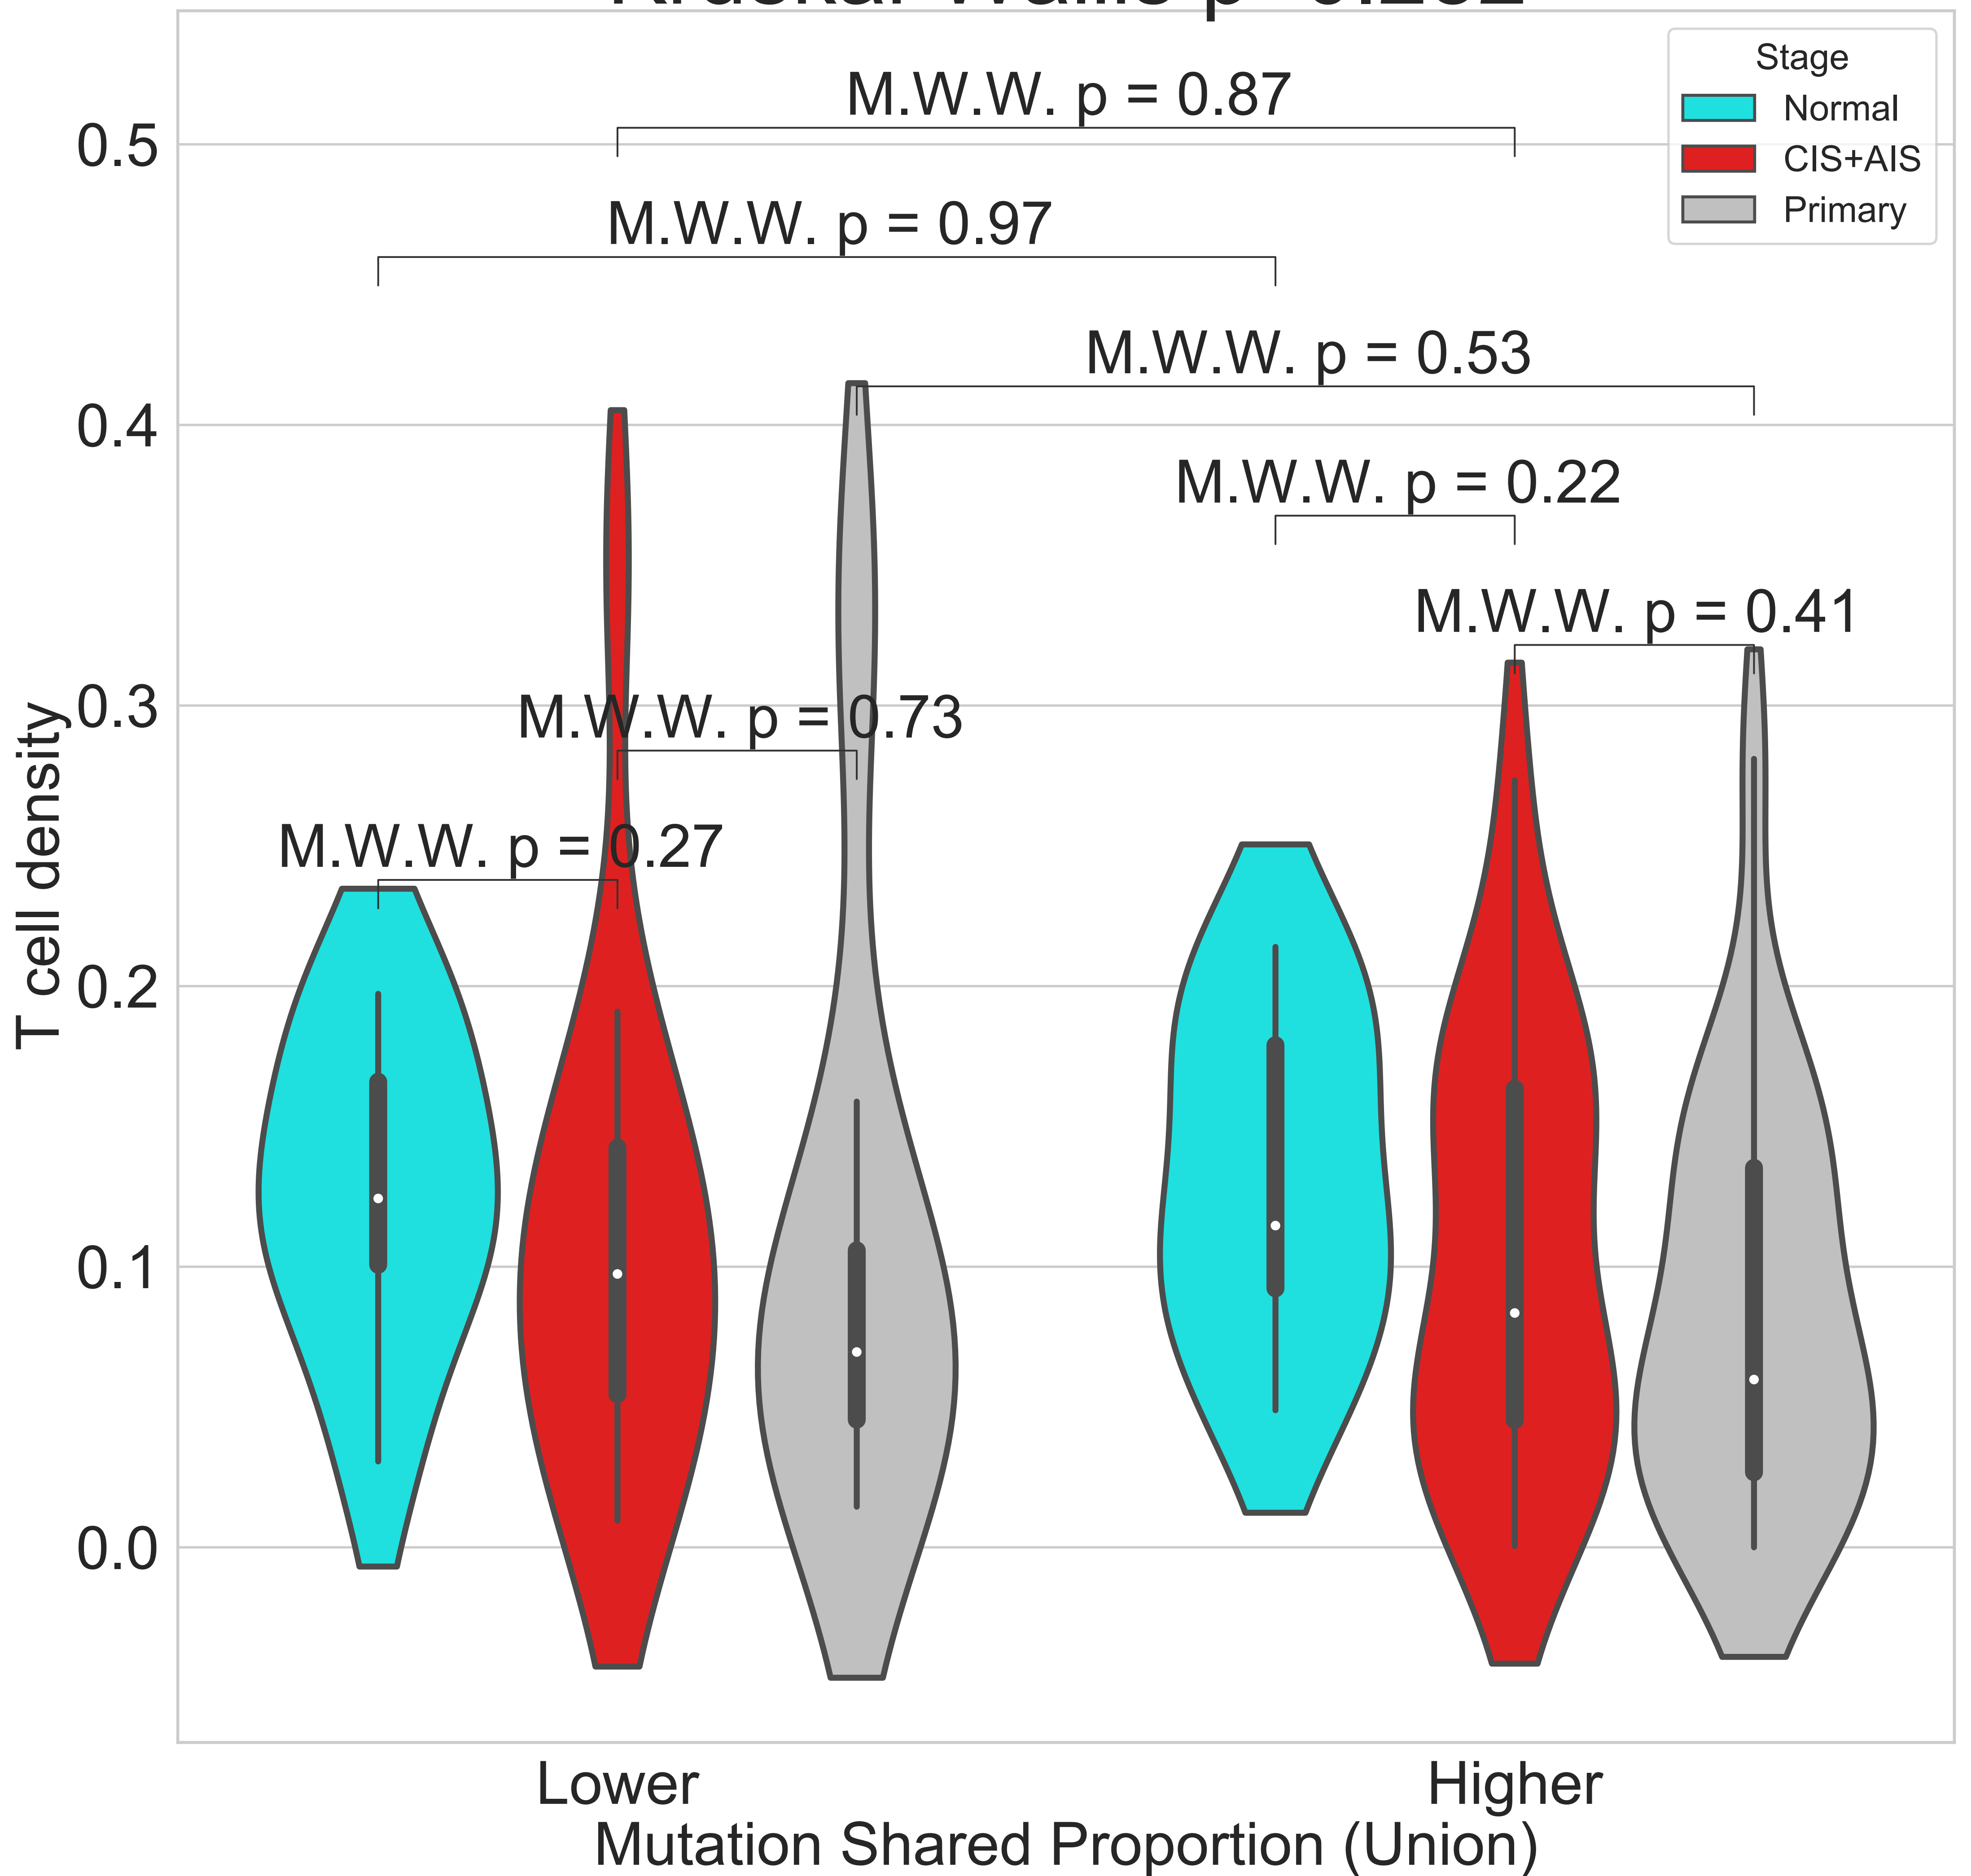 Stage
Normal
CIS+AIS
Primary
M.W.W. p = 0.87
M.W.W. p = 0.97
M.W.W. p = 0.53
M.W.W. p = 0.22
M.W.W. p = 0.41
M.W.W. p = 0.73
M.W.W. p = 0.27
0.5
0.4
0.3
0.2
0.1
0.0
T cell density
Lower
Higher
Mutation Shared Proportion (Union)